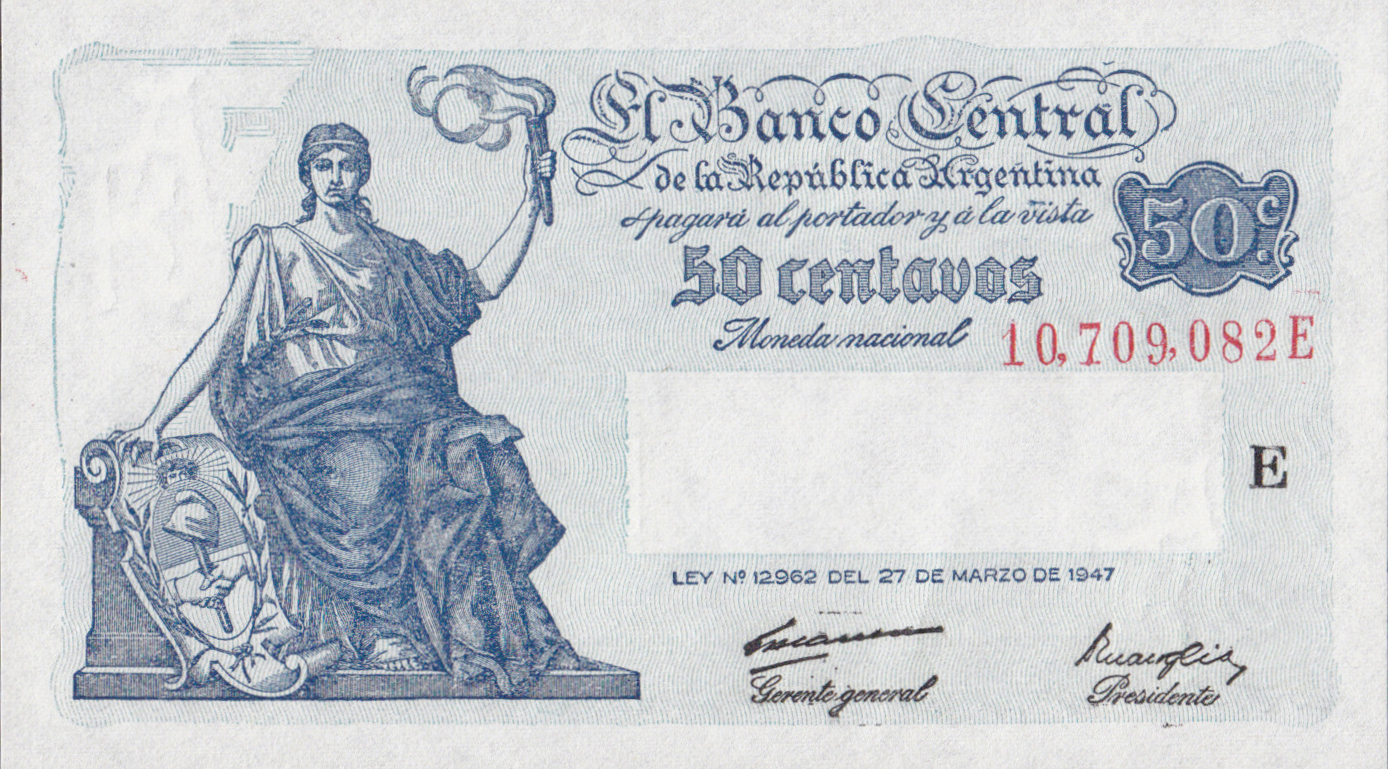 El Banco Central
de la República Argentina
pagará al portador y á la vista
50 centavos
50c.
Moneda nacional
10,709,082E
E
LEY Nº 12962 DEL 27 DE MARZO DE 1947
Gerente general
Presidente